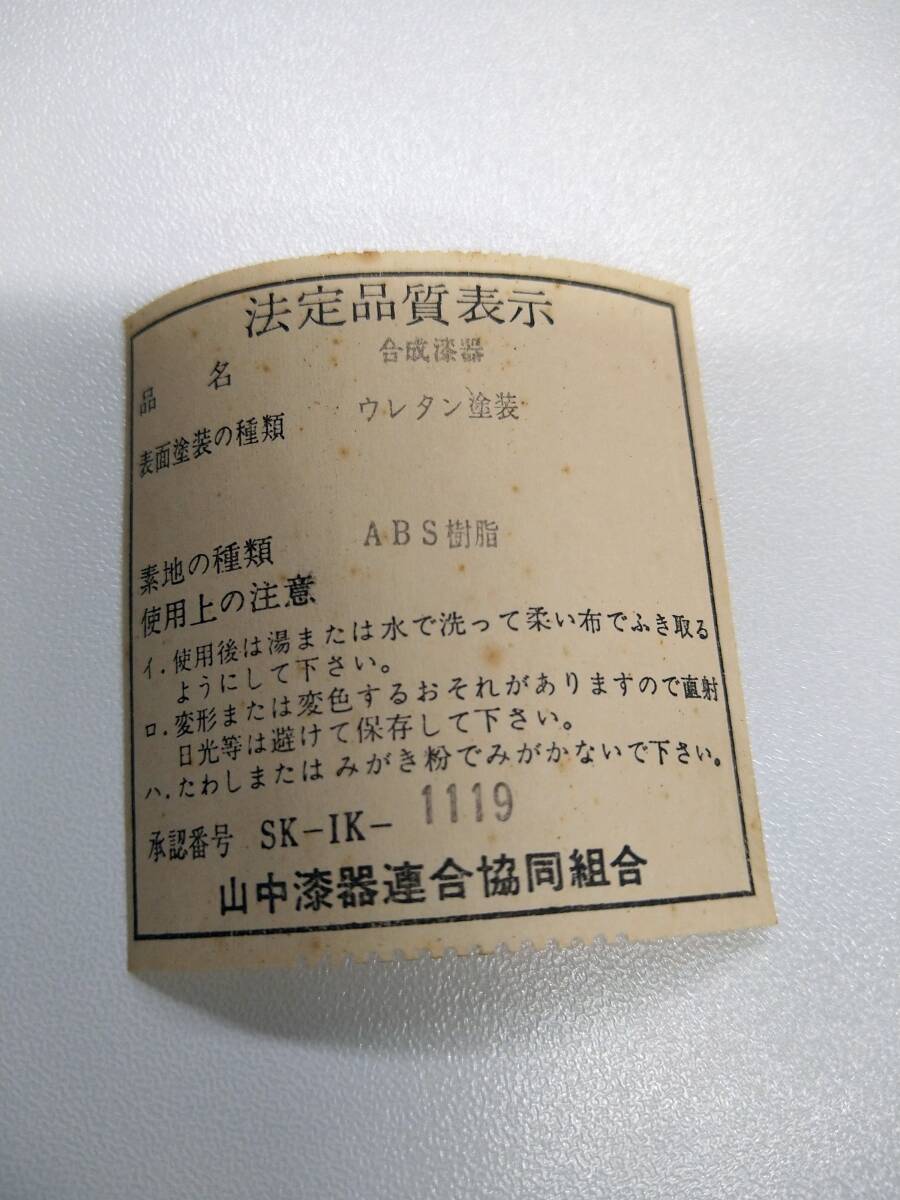 法定品質表示
品 名 合成漆器
表面塗装の種類 ウレタン塗装
素地の種類 ABS樹脂
使用上の注意
イ.使用後は湯または水で洗って柔い布でふき取る
ようにして下さい。
ロ.変形または変色するおそれがありますので直射
日光等は避けて保存して下さい。
ハ.たわしまたはみがき粉でみがかないで下さい。
承認番号 SK-IK-1119
山中漆器連合協同組合